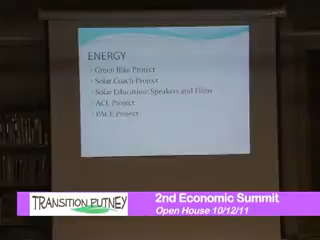 ENERGY
• Green Bike Project
• Solar Coach Project
• Solar Education: Speakers and Films
• ACE Project
• PACE Project
TRANSITION PUTNEY
2nd Economic Summit
Open House 10/12/11